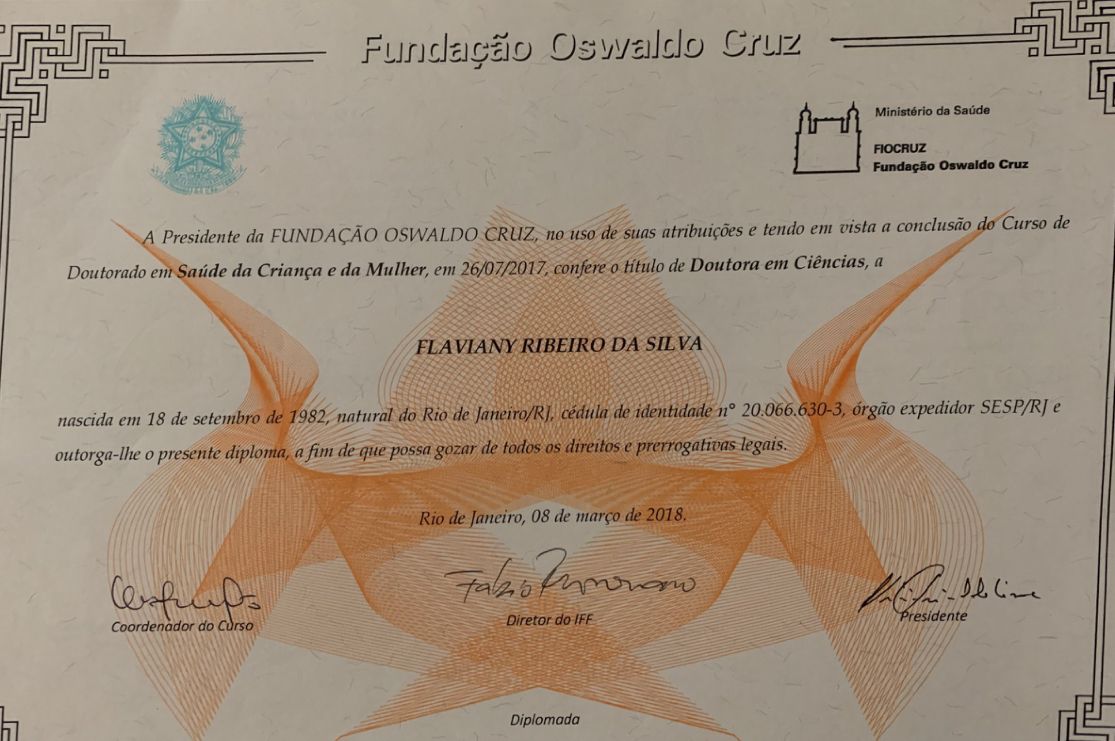 Fundação Oswaldo Cruz
Ministério da Saúde
FIOCRUZ
Fundação Oswaldo Cruz
A Presidente da FUNDAÇÃO OSWALDO CRUZ, no uso de suas atribuições e tendo em vista a conclusão do Curso de
Doutorado em Saúde da Criança e da Mulher, em 26/07/2017, confere o título de Doutora em Ciências, a
FLAVIANY RIBEIRO DA SILVA
nascida em 18 de setembro de 1982, natural do Rio de Janeiro/RJ, cédula de identidade n° 20.066.630-3, órgão expedidor SESP/RJ e
outorga-lhe o presente diploma, a fim de que possa gozar de todos os direitos e prerrogativas legais.
Rio de Janeiro, 08 de março de 2018.
Coordenador do Curso
Diretor do IFF
Presidente
Diplomada